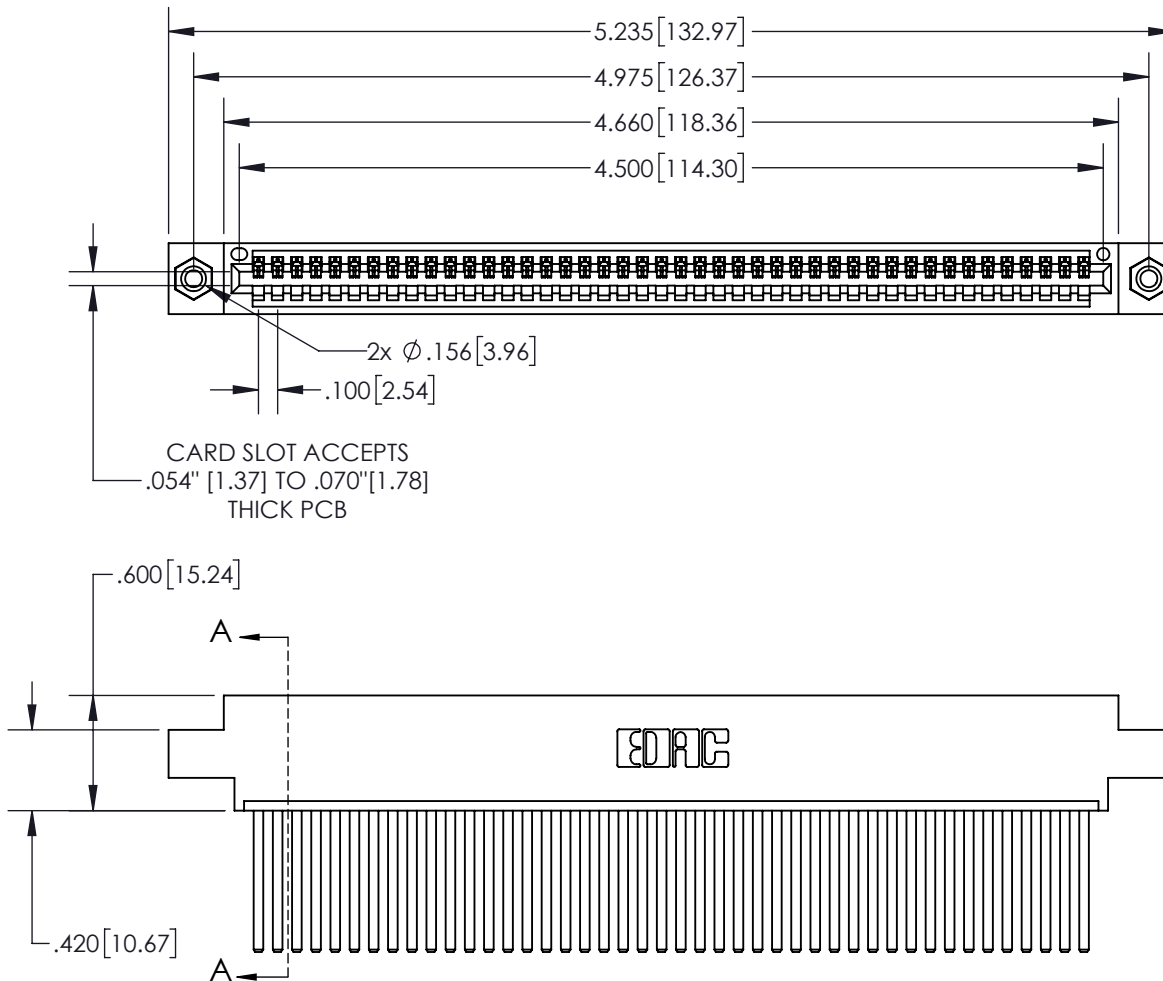 5.235[132.97]
4.975[126.37]
4.660[118.36]
4.500[114.30]
2x Ø.156[3.96]
.100[2.54]
CARD SLOT ACCEPTS
.054" [1.37] TO .070"[1.78]
THICK PCB
.600[15.24]
A
EDAC
.420[10.67]
A